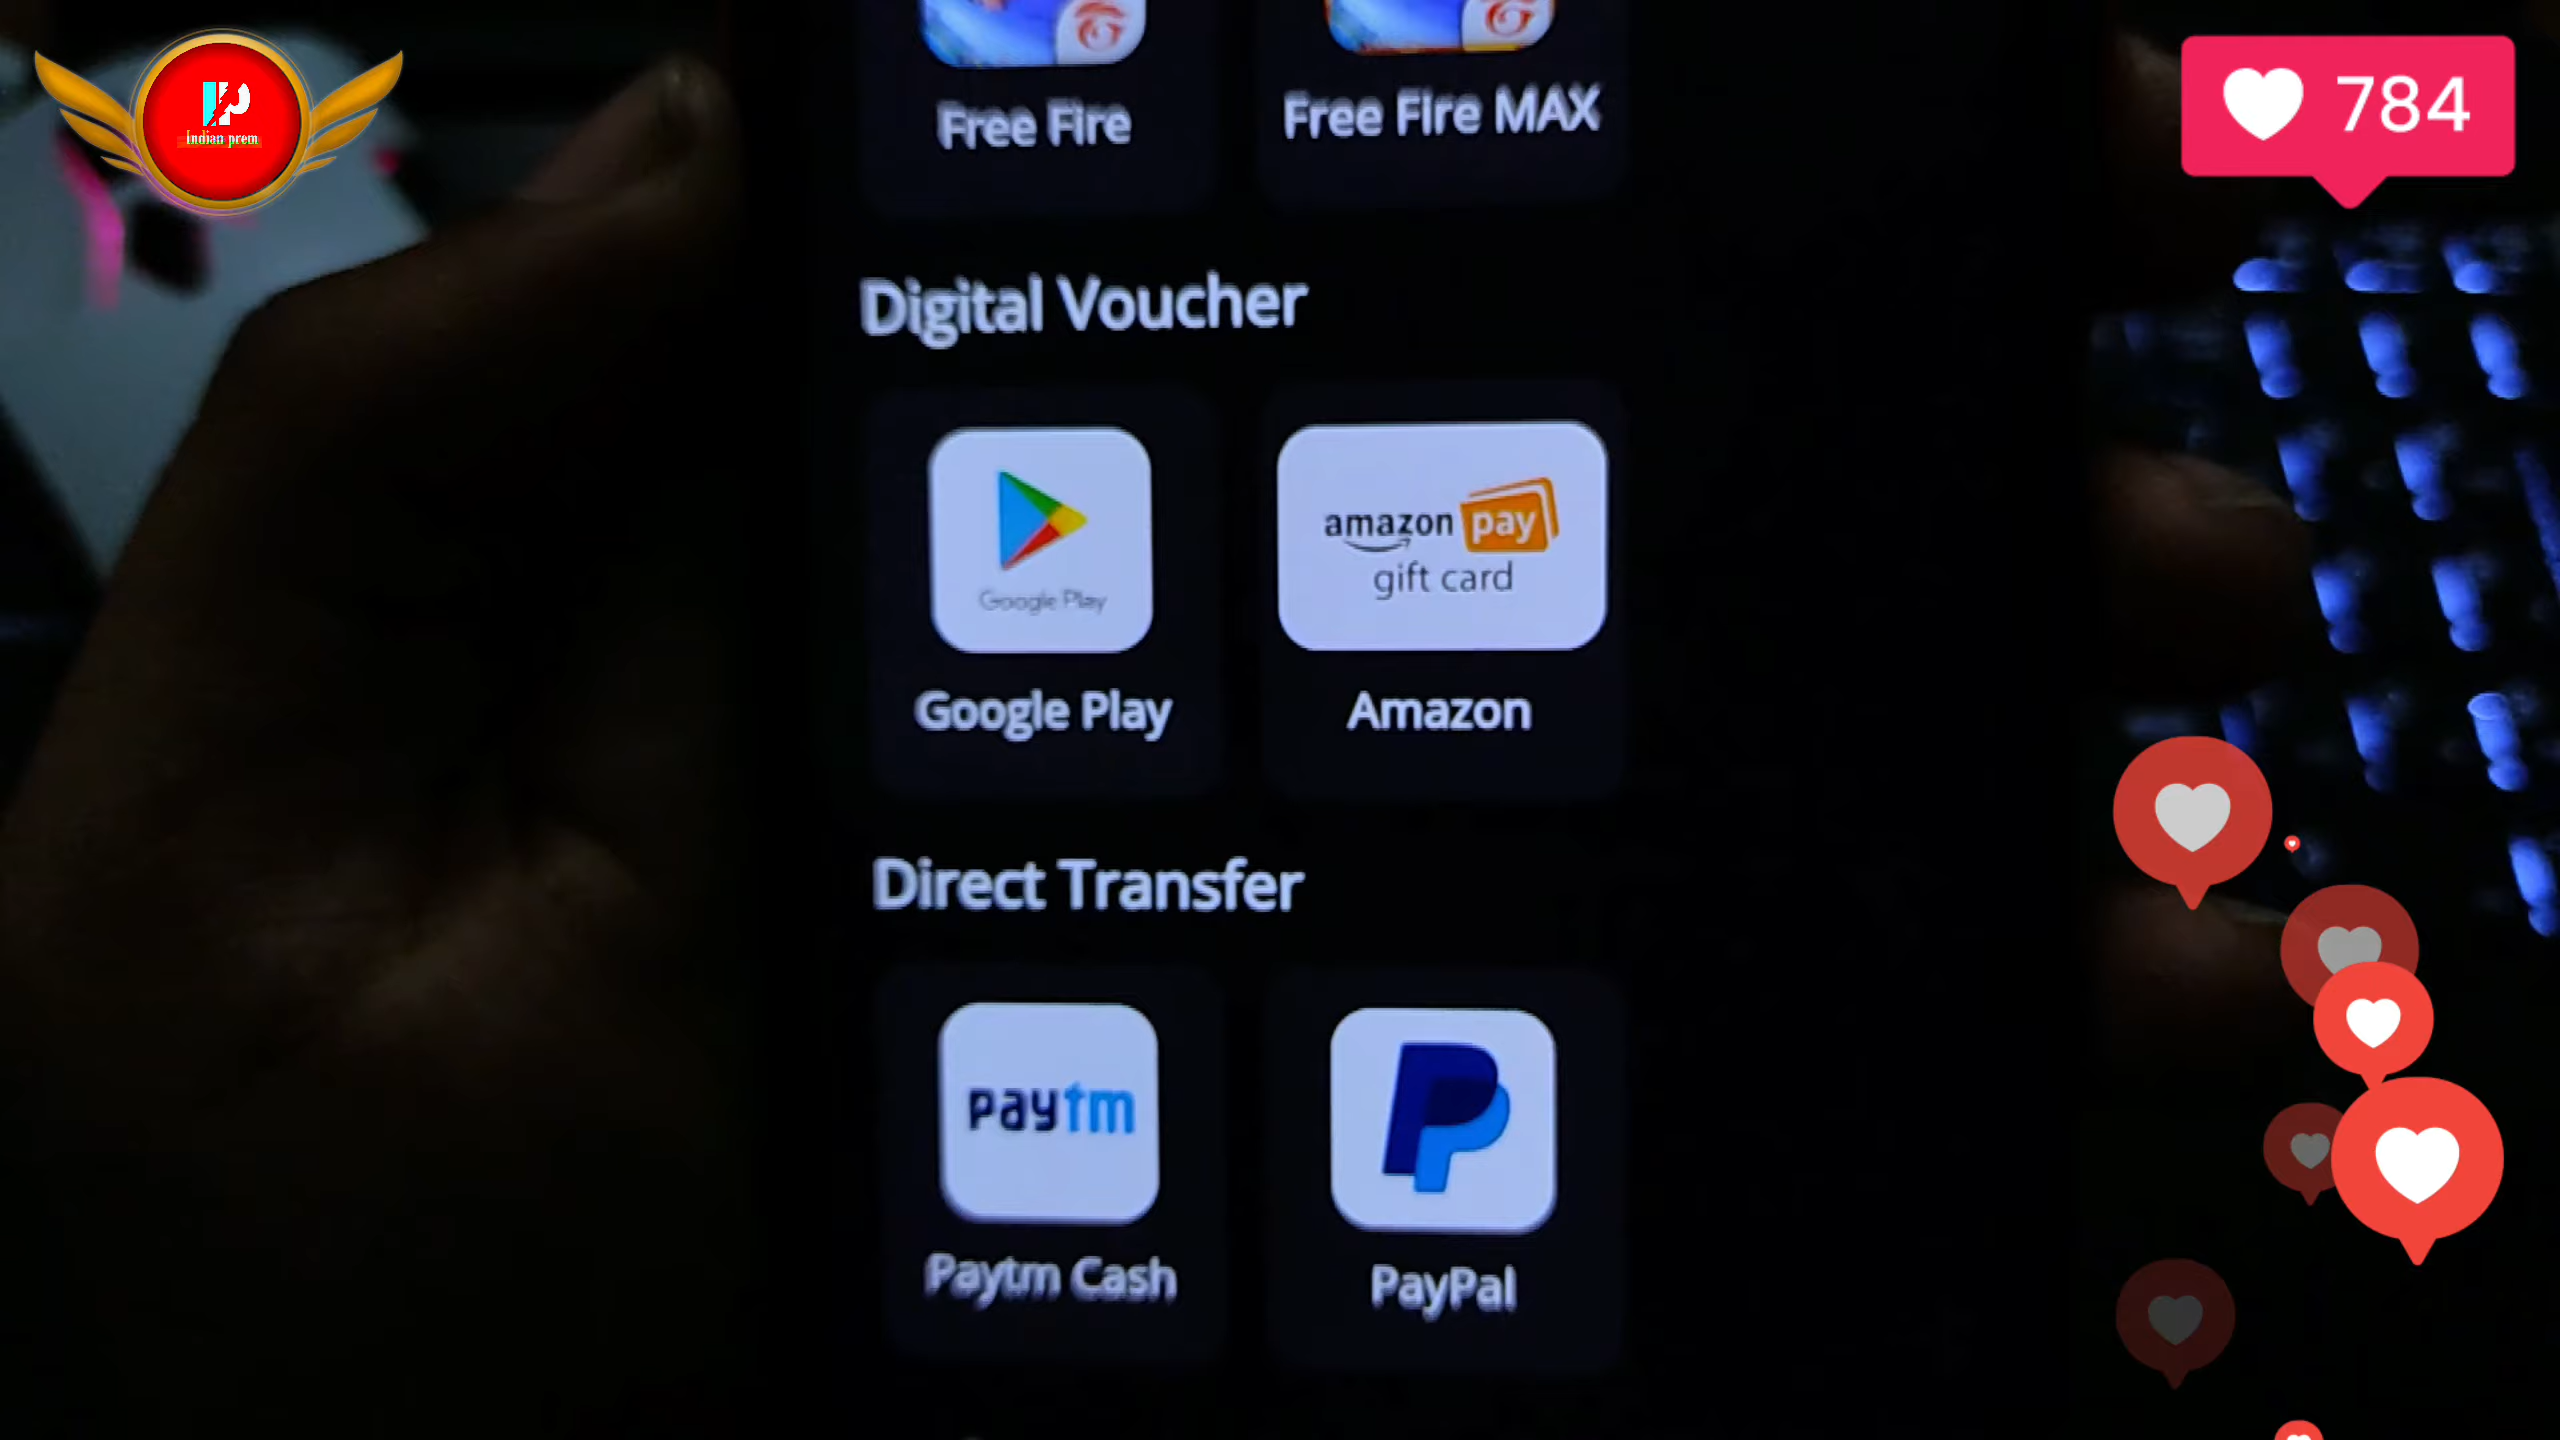 Indian prem
784
Free Fire
Free FIre MAX
Digital Voucher
Google Play
amazon pay
gift card
Google Play
Amazon
Direct Transfer
paytm
Paytm Cash
PayPal